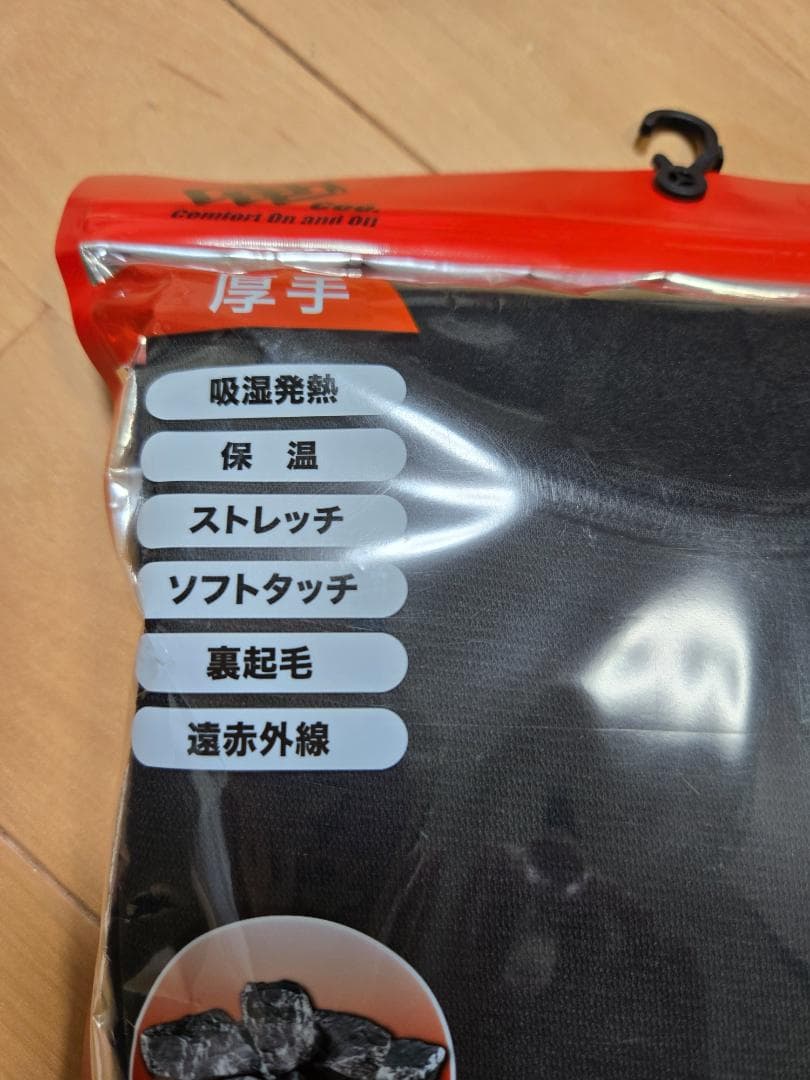 Comfort On and Off
厚手
吸湿発熱
保 温
ストレッチ
ソフトタッチ
裏起毛
遠赤外線